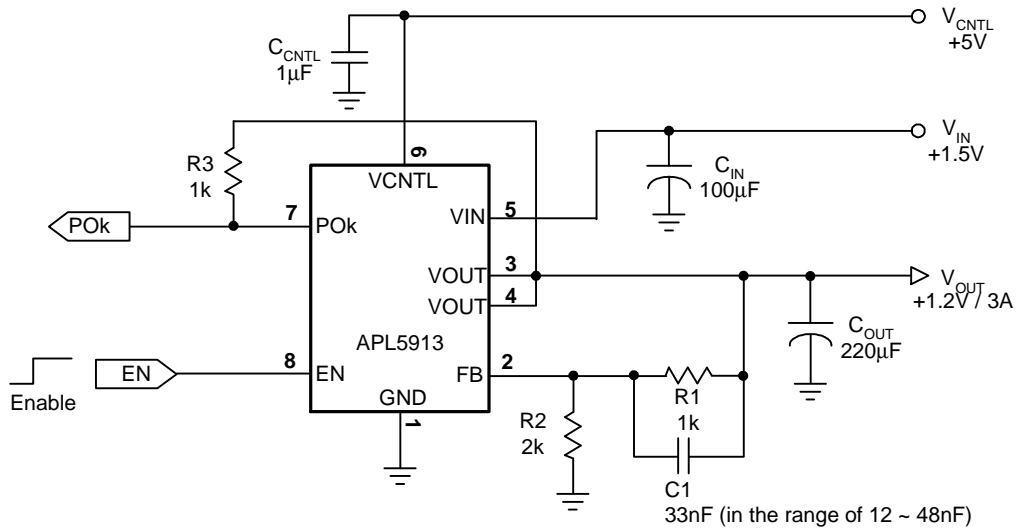 VCNTL
+5V
CCNTL
1μF
VIN
+1.5V
CIN
100μF
R3
1k
6
VCNTL
7
POk
POk
VIN
5
VOUT
3
VOUT
4
VOUT
+1.2V / 3A
COUT
220μF
APL5913
EN
8
EN
Enable
FB
2
GND
1
R1
1k
R2
2k
C1
33nF (in the range of 12 ~ 48nF)